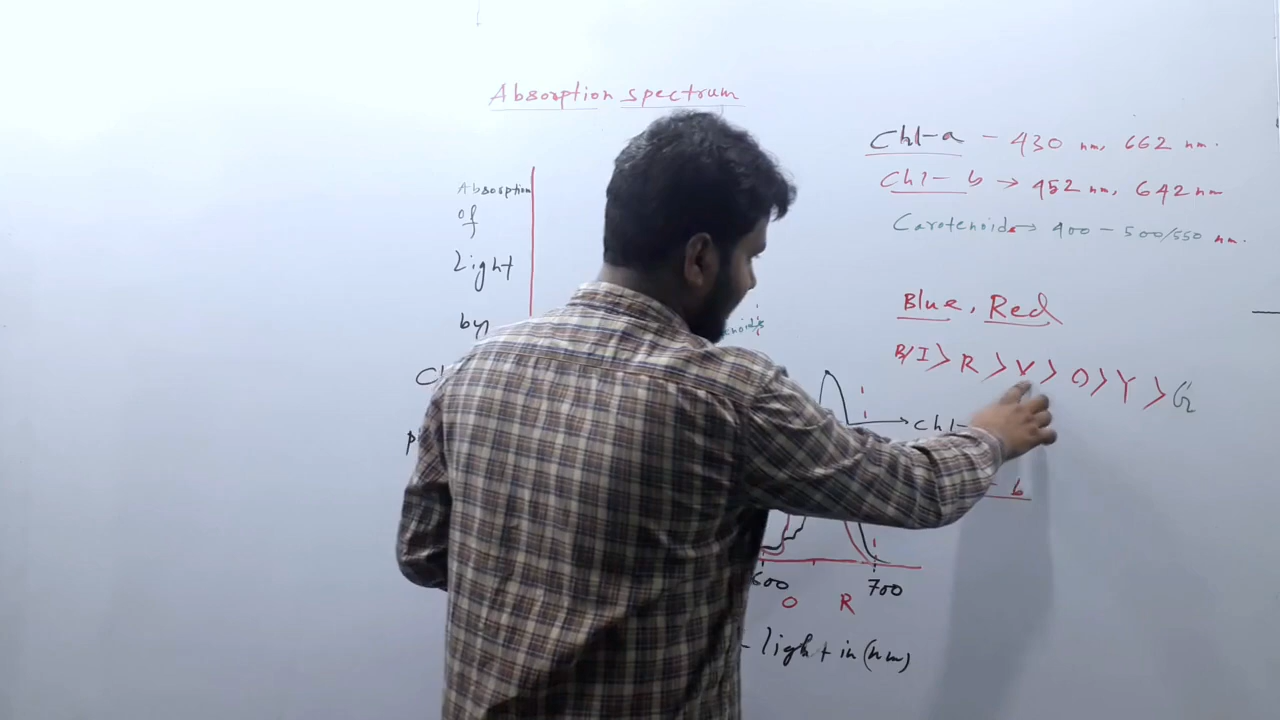 Absorption spectrum
Chl-a - 430 nm, 662 nm.
Chl- b → 452 nm, 642 nm
Carotenoids → 400 - 500/550 nm.
Absorption
of
Light
by
Blue, Red
B/I > R > V > O > Y > G
chl-
b
600 700
O R
- light in (nm)